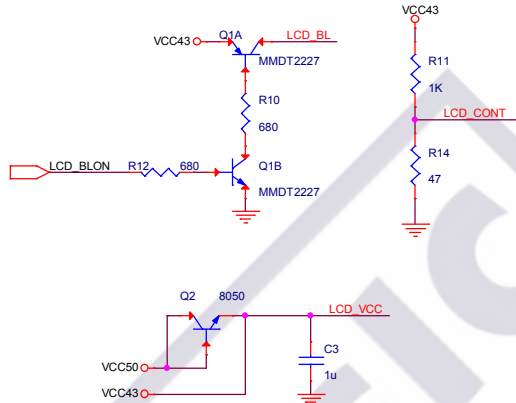 Q1A
VCC43
LCD_BL
MMDT2227
R10
680
LCD_BLON
R12
680
Q1B
MMDT2227
VCC43
R11
1K
LCD_CONT
R14
47
Q2
8050
LCD_VCC
VCC50
VCC43
C3
1u